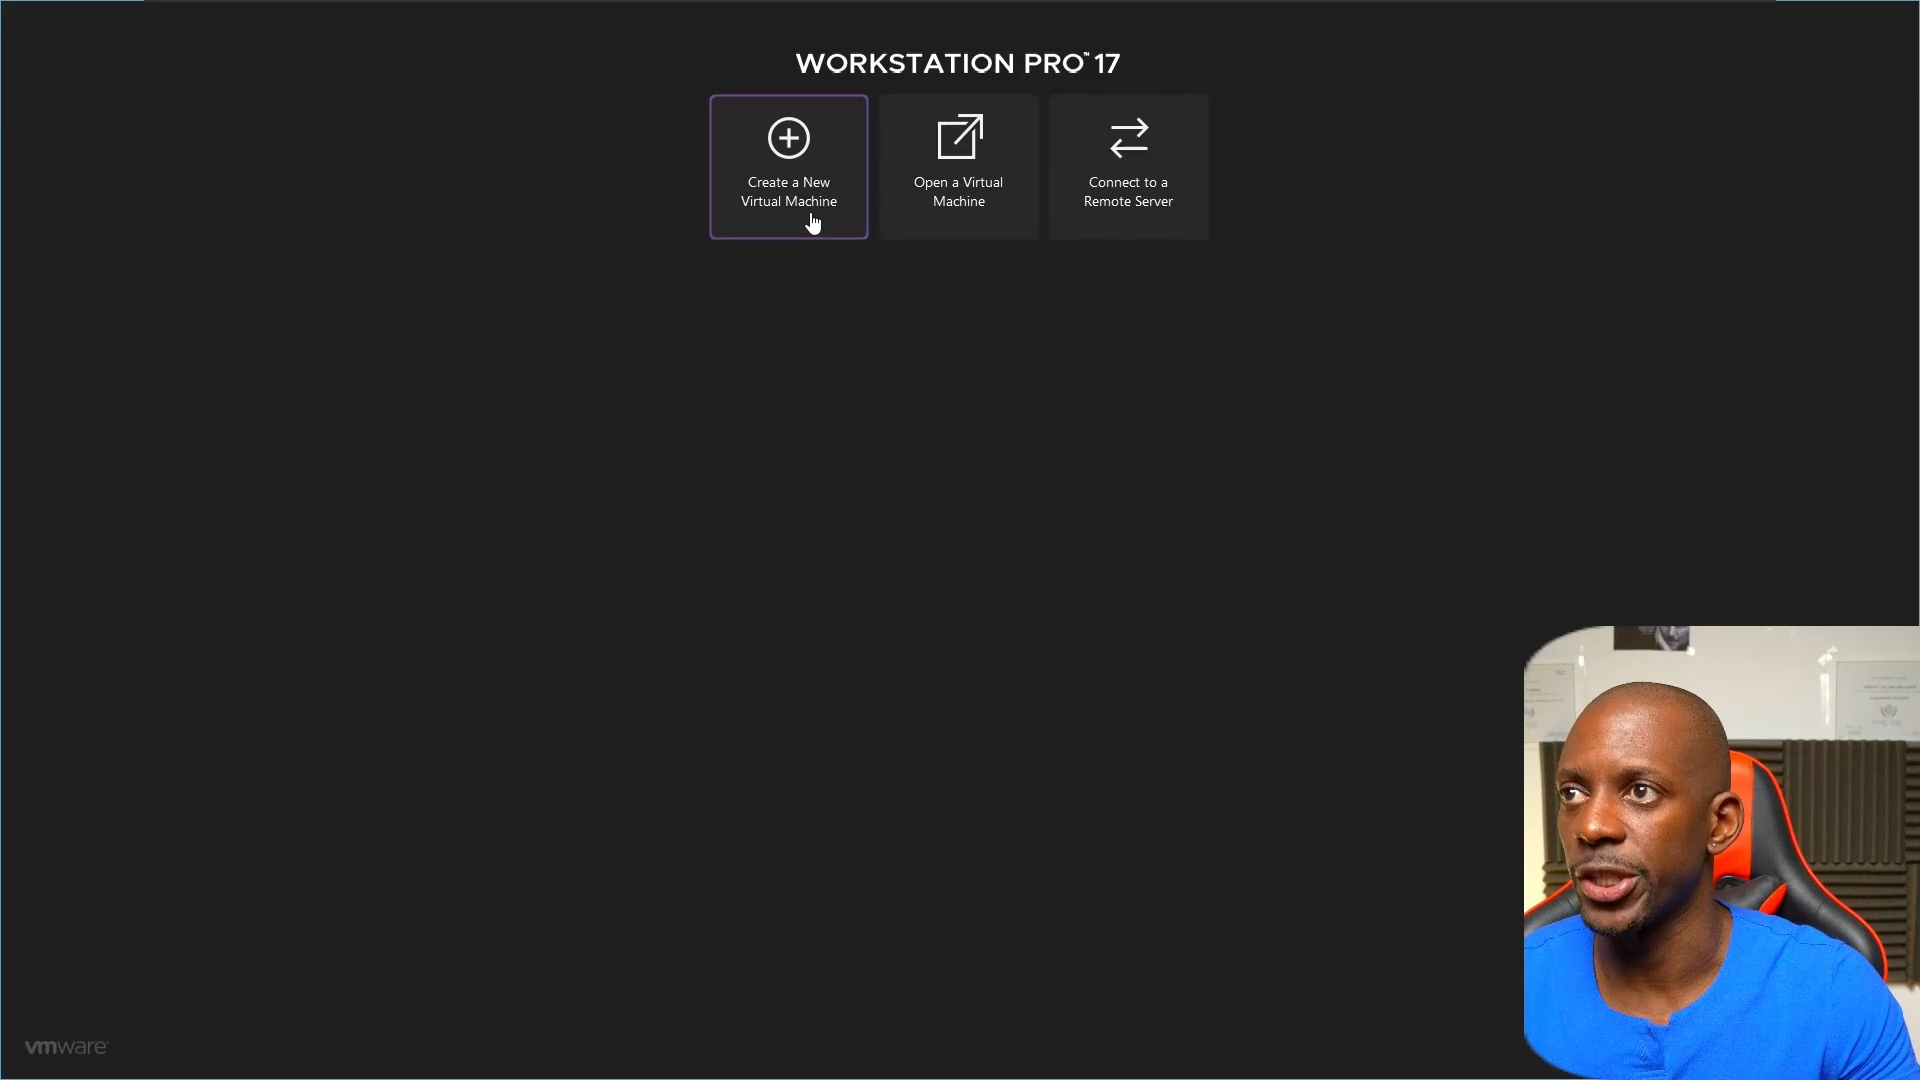 WORKSTATION PRO™ 17
Create a New
Virtual Machine
Open a Virtual
Machine
Connect to a
Remote Server
vmware®